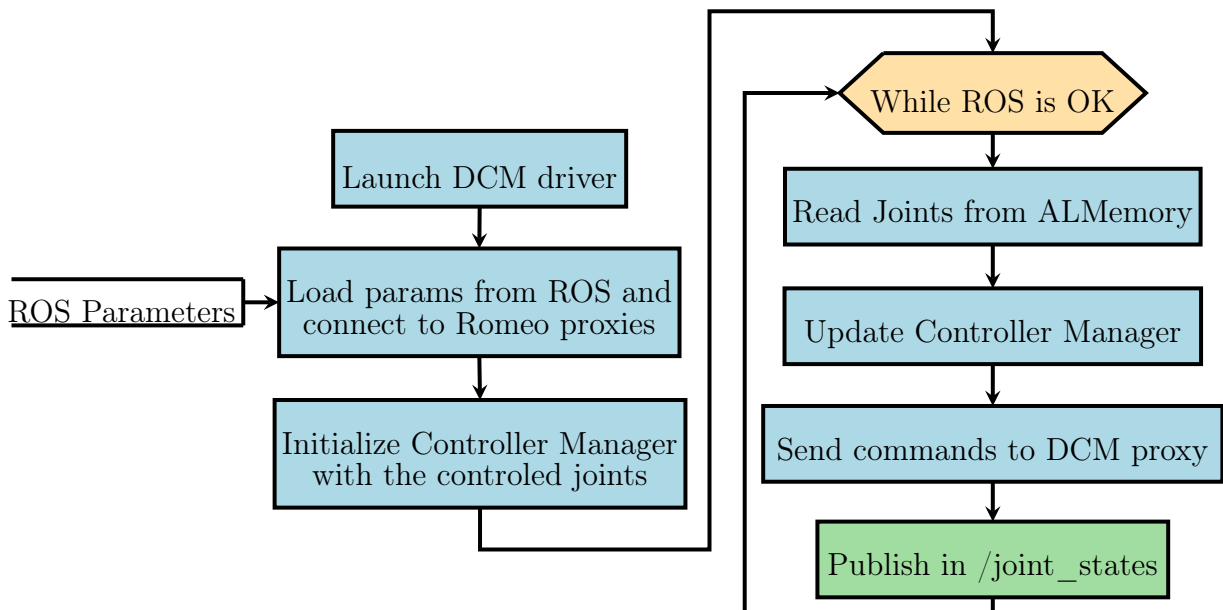 Launch DCM driver
ROS Parameters
Load params from ROS and
connect to Romeo proxies
Initialize Controller Manager
with the controled joints
While ROS is OK
Read Joints from ALMemory
Update Controller Manager
Send commands to DCM proxy
Publish in /joint_states